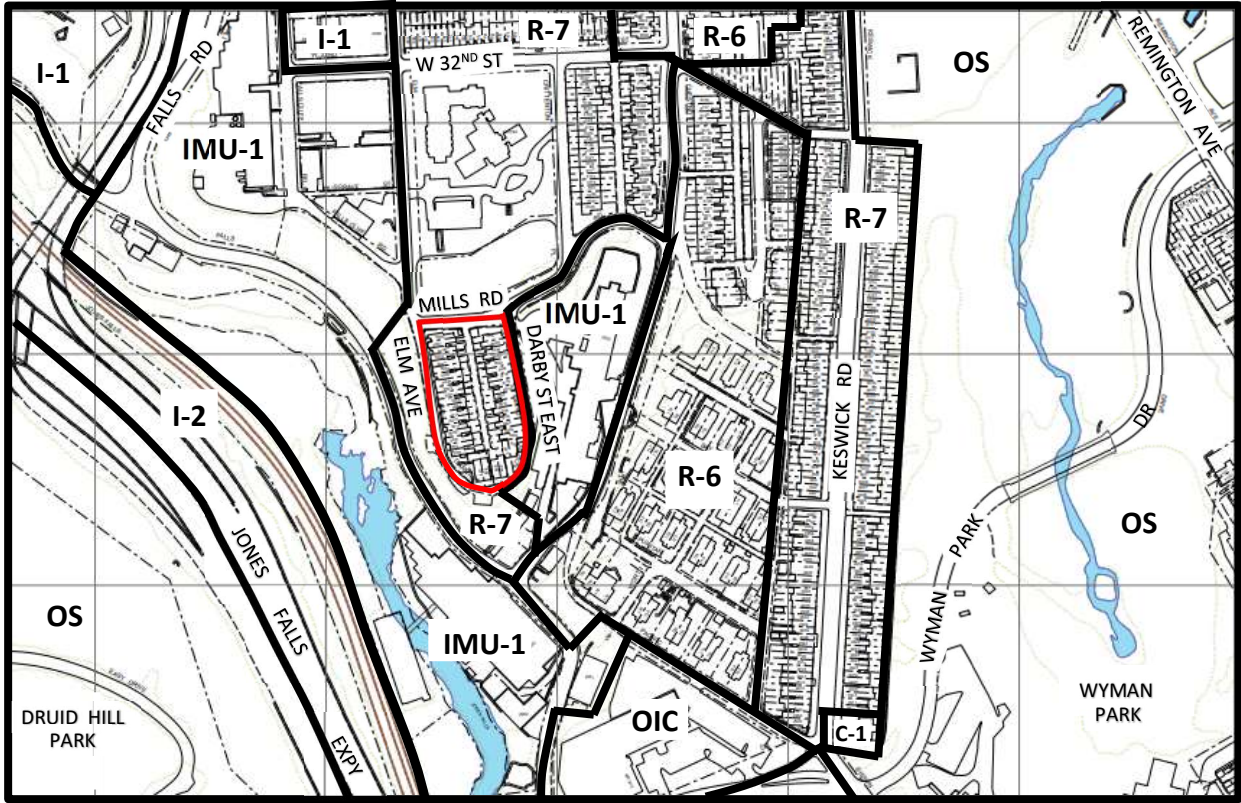 I-1
R-7
R-6
W 32ND ST
OS
REMINGTON AVE
I-1
FALLS RD
IMU-1
R-7
MILLS RD
IMU-1
ELM AVE
DARBY ST EAST
KESWICK RD
I-2
R-6
WYMAN PARK DR
OS
R-7
JONES FALLS EXPY
OS
IMU-1
DRUID HILL
PARK
OIC
C-1
WYMAN
PARK